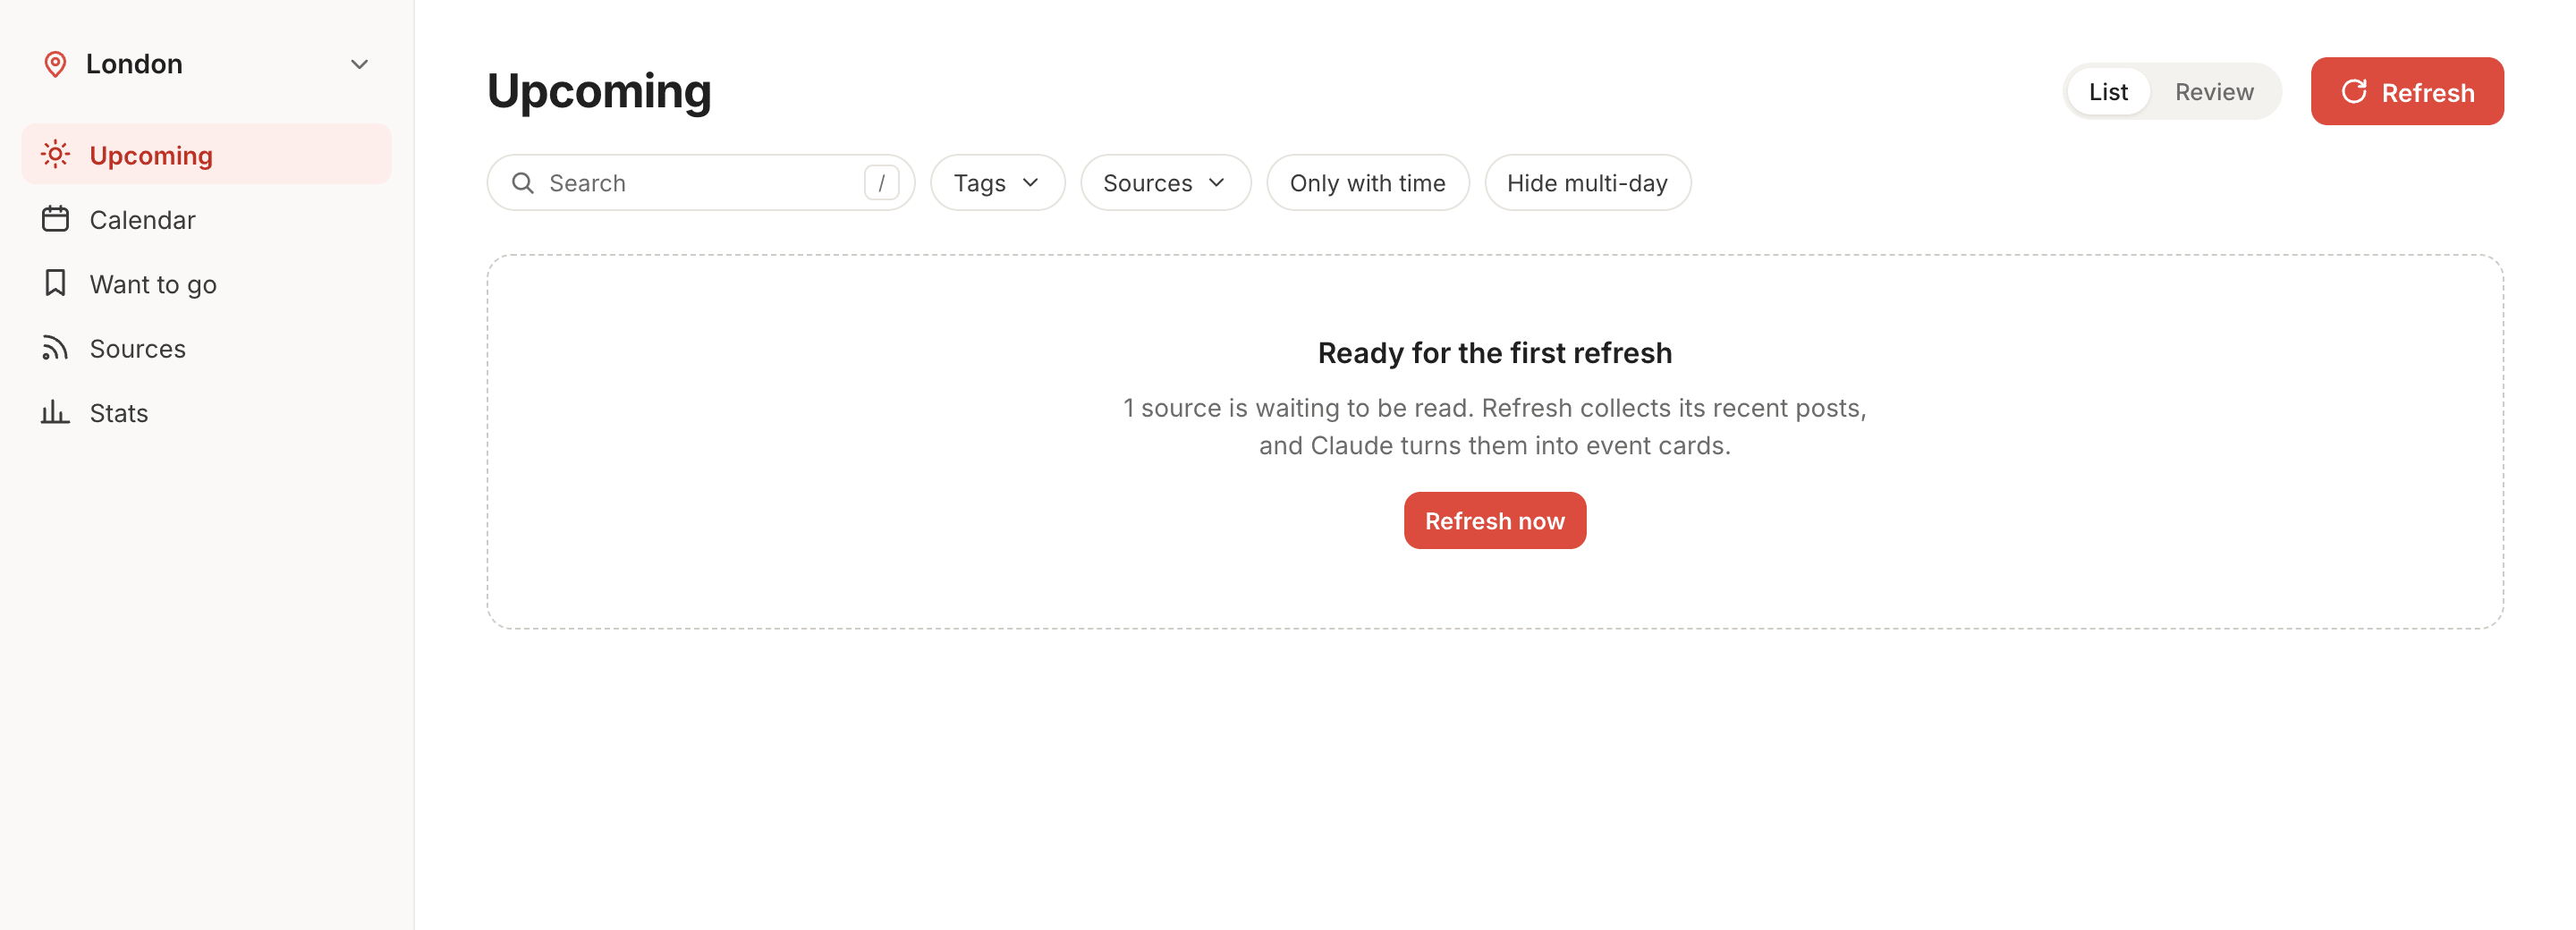 London
Upcoming
Calendar
Want to go
Sources
Stats
Upcoming
List
Review
Refresh
Search
/
Tags
Sources
Only with time
Hide multi-day
Ready for the first refresh
1 source is waiting to be read. Refresh collects its recent posts,
and Claude turns them into event cards.
Refresh now